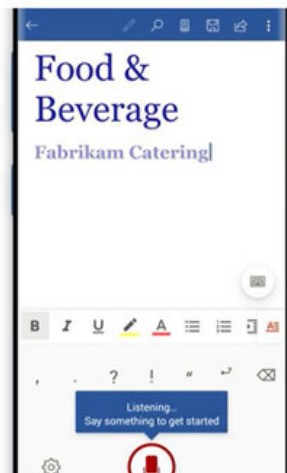 Food &
Beverage
Fabrikam Catering
B I U A A
, . ? ! "
Listening...
Say something to get started